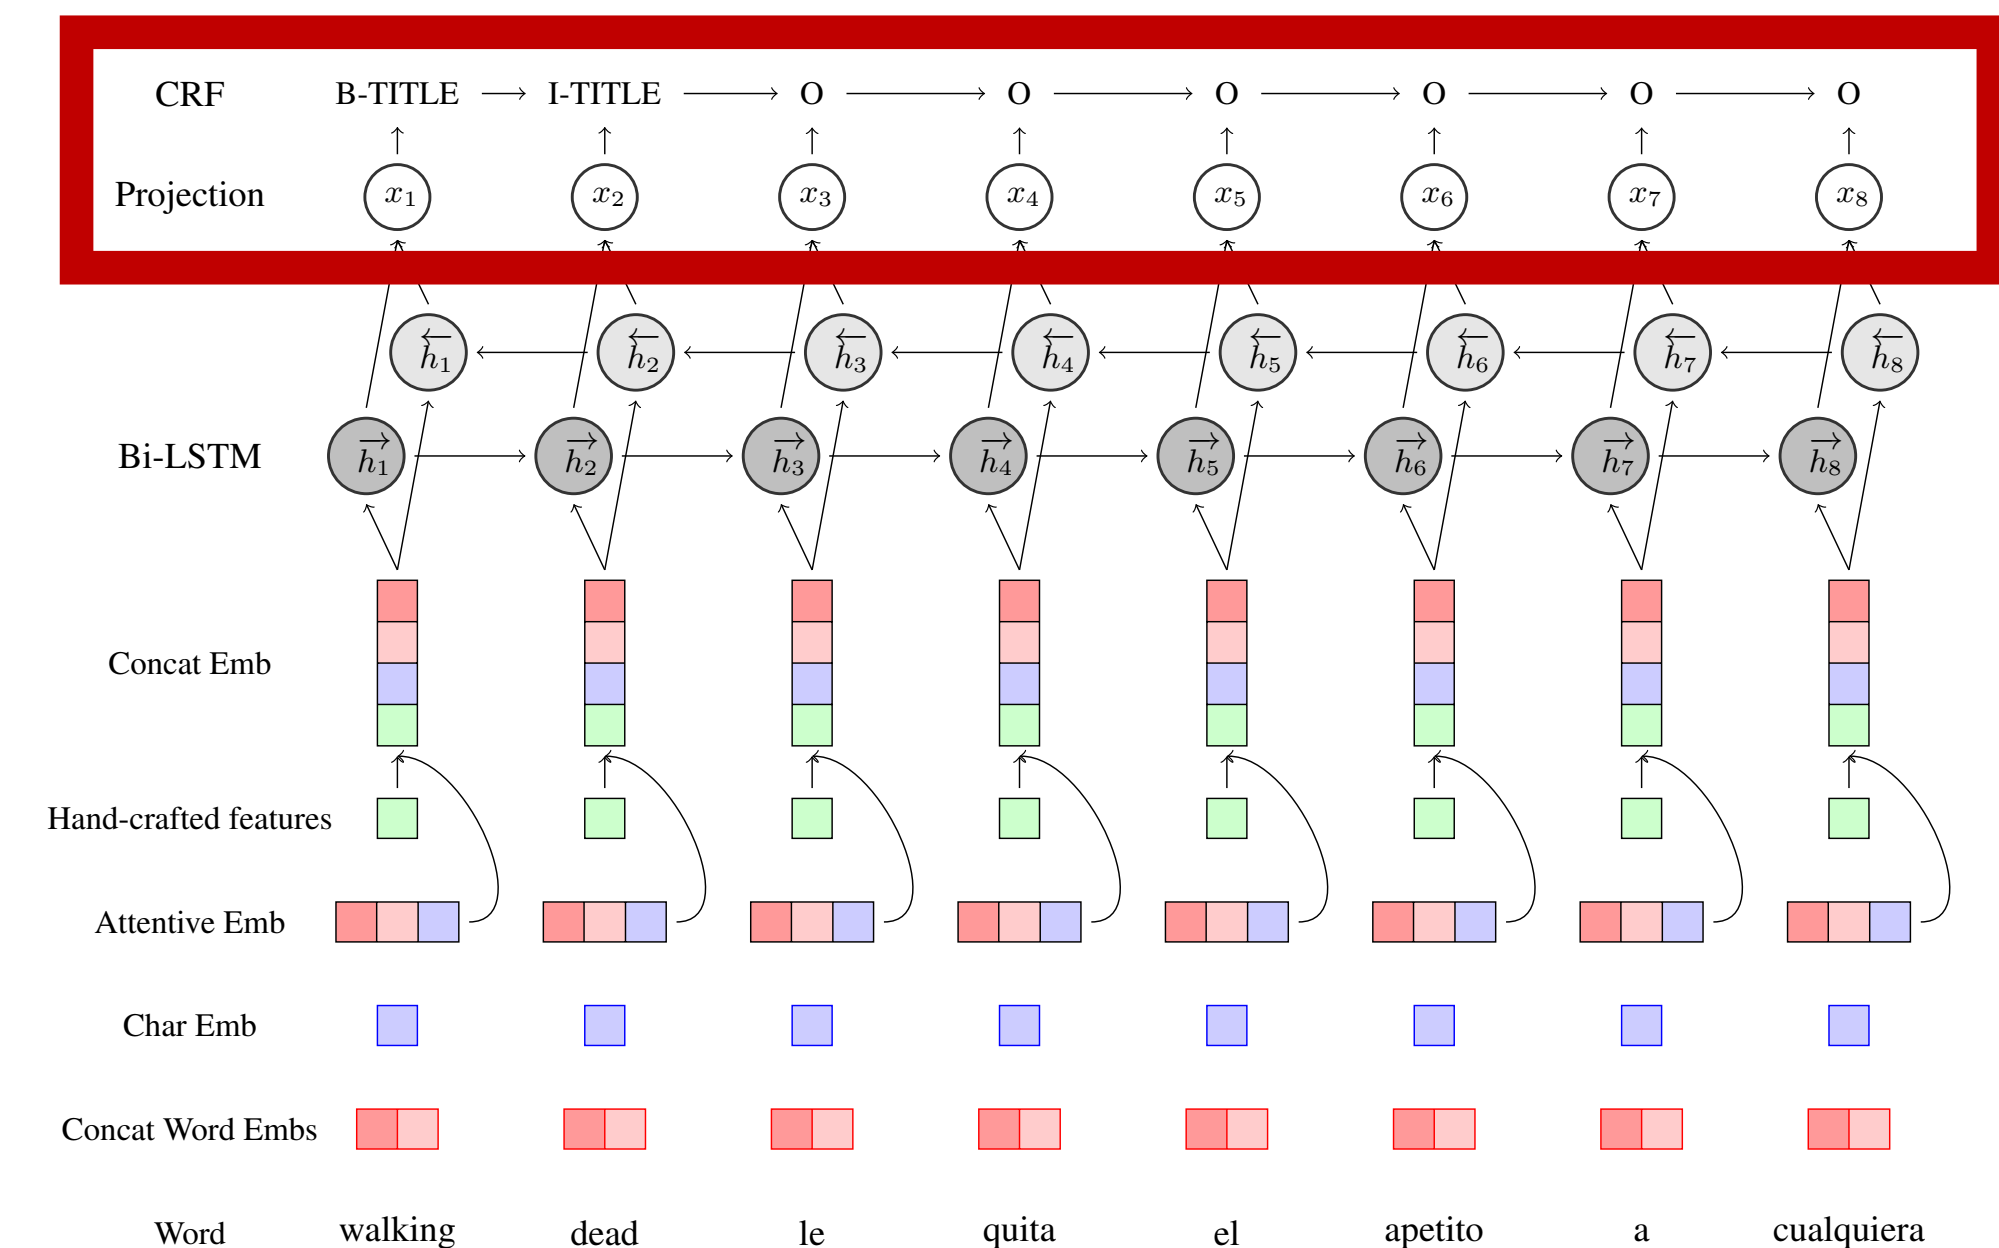 CRF B-TITLE I-TITLE O O O O O O
Projection x₁ x₂ x₃ x₄ x₅ x₆ x₇ x₈
←h₁ ←h₂ ←h₃ ←h₄ ←h₅ ←h₆ ←h₇ ←h₈
Bi-LSTM →h₁ →h₂ →h₃ →h₄ →h₅ →h₆ →h₇ →h₈
Concat Emb
Hand-crafted features
Attentive Emb
Char Emb
Concat Word Embs
Word walking dead le quita el apetito a cualquiera